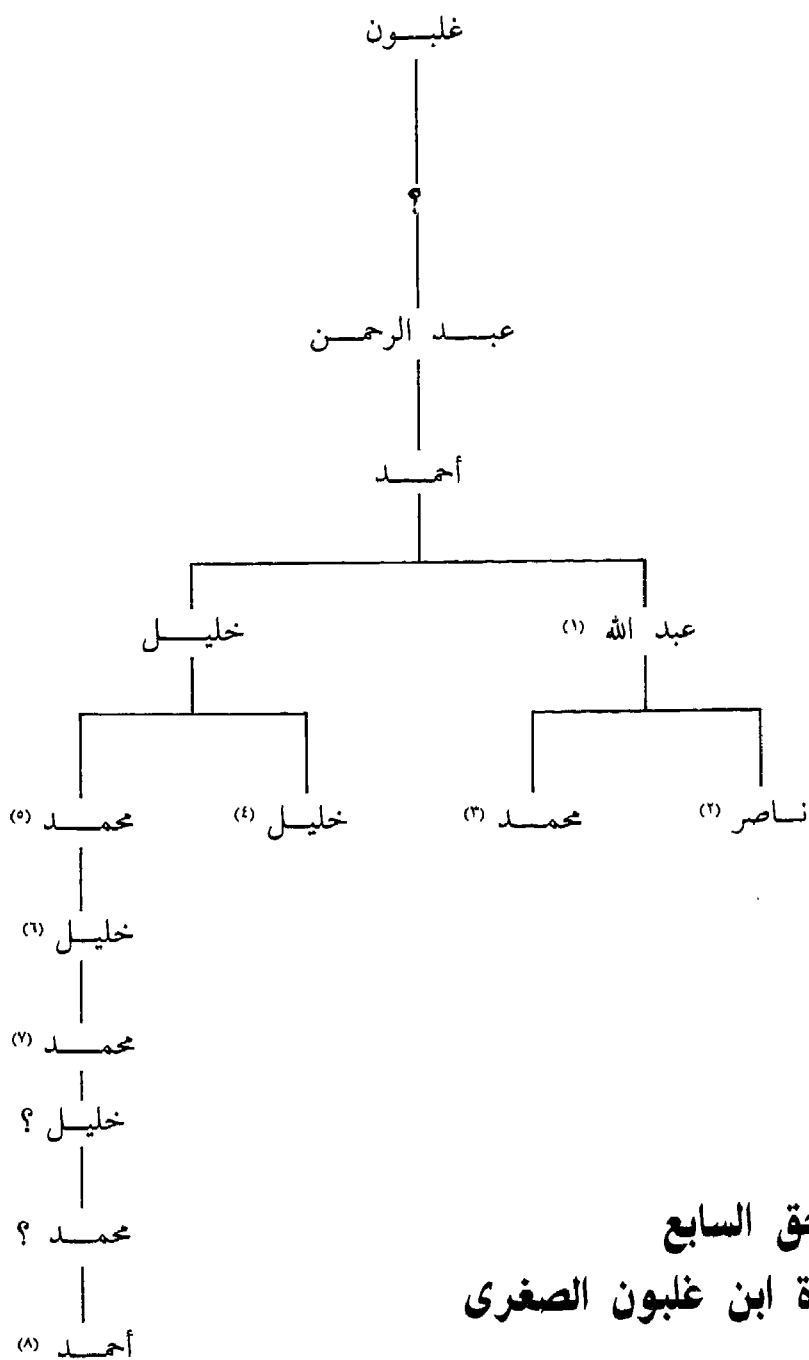 غلبون
؟
عبد الرحمن
أحمد
عبد الله (١) خليل
ناصر (٢) محمد (٣) خليل (٤) محمد (٥)
خليل (٦)
محمد (٧)
خليل ؟
محمد ؟
أحمد (٨)
السابع
ابن غلبون الصغرى